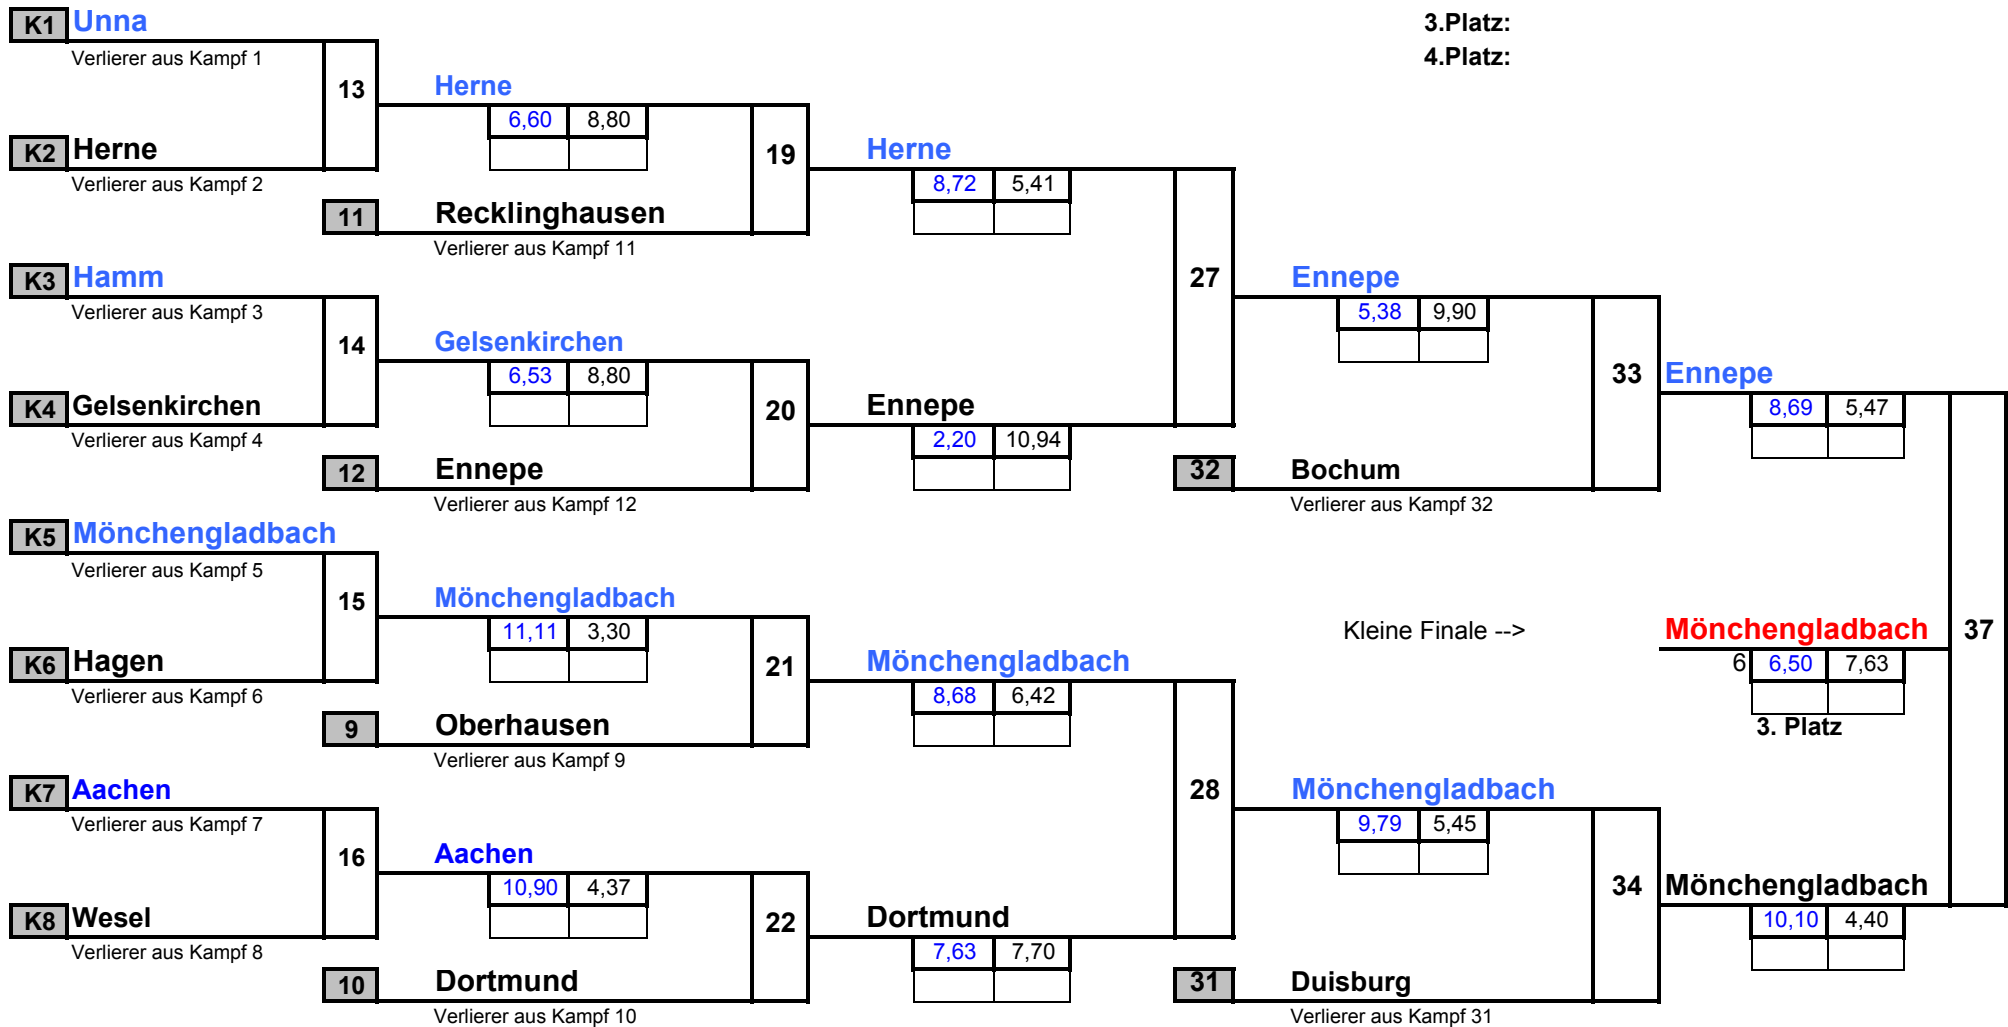 K1 Unna 3.Platz:
Verlierer aus Kampf 1 4.Platz:
13 Herne
6,60 8,80
K2 Herne 19 Herne
Verlierer aus Kampf 2 8,72 5,41
11 Recklinghausen
Verlierer aus Kampf 11
K3 Hamm 27 Ennepe
Verlierer aus Kampf 3 5,38 9,90
14 Gelsenkirchen
6,53 8,80 33 Ennepe
K4 Gelsenkirchen 20 Ennepe 8,69 5,47
Verlierer aus Kampf 4 2,20 10,94
12 Ennepe 32 Bochum
Verlierer aus Kampf 12 Verlierer aus Kampf 32
K5 Mönchengladbach
Verlierer aus Kampf 5
15 Mönchengladbach
11,11 3,30 Kleine Finale --> Mönchengladbach 37
K6 Hagen 21 Mönchengladbach 6 6,50 7,63
Verlierer aus Kampf 6 8,68 6,42
9 Oberhausen 3. Platz
Verlierer aus Kampf 9
K7 Aachen 28 Mönchengladbach
Verlierer aus Kampf 7 9,79 5,45
16 Aachen
10,90 4,37 34 Mönchengladbach
K8 Wesel 22 Dortmund 10,10 4,40
Verlierer aus Kampf 8 7,63 7,70
10 Dortmund 31 Duisburg
Verlierer aus Kampf 10 Verlierer aus Kampf 31